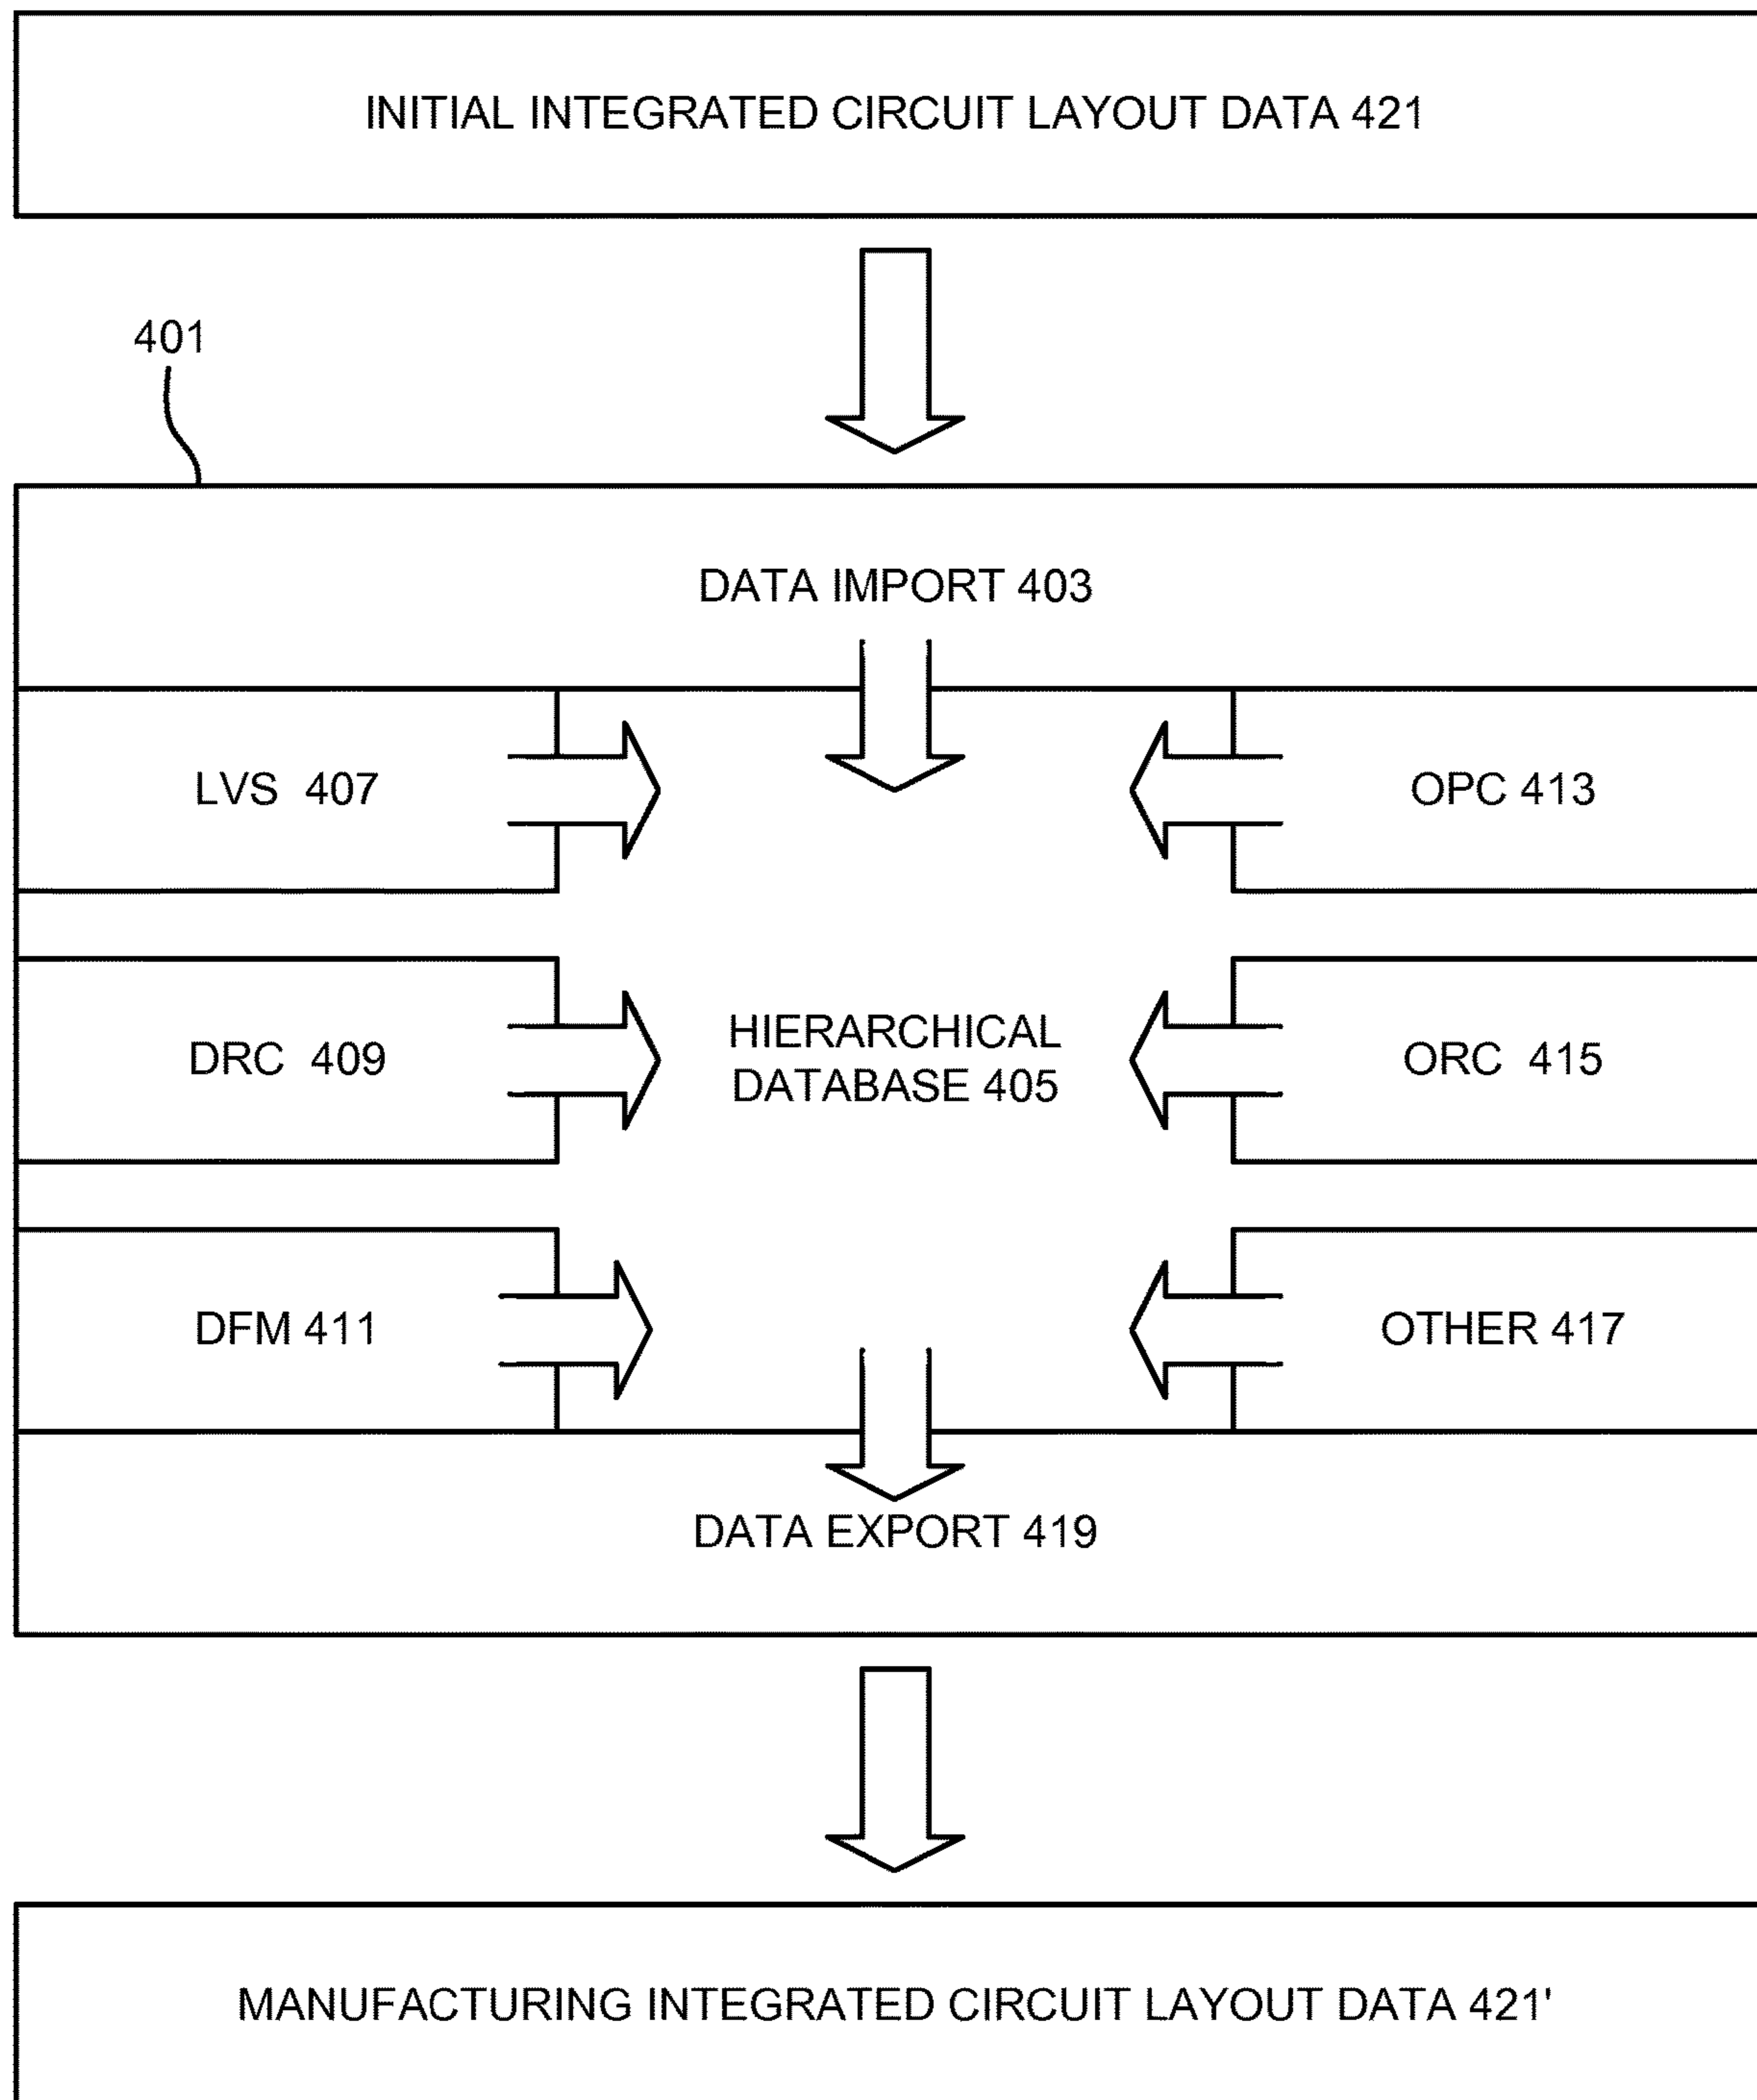 INITIAL INTEGRATED CIRCUIT LAYOUT DATA 421
401
DATA IMPORT 403
LVS 407
OPC 413
DRC 409
HIERARCHICAL
DATABASE 405
ORC 415
DFM 411
OTHER 417
DATA EXPORT 419
MANUFACTURING INTEGRATED CIRCUIT LAYOUT DATA 421'